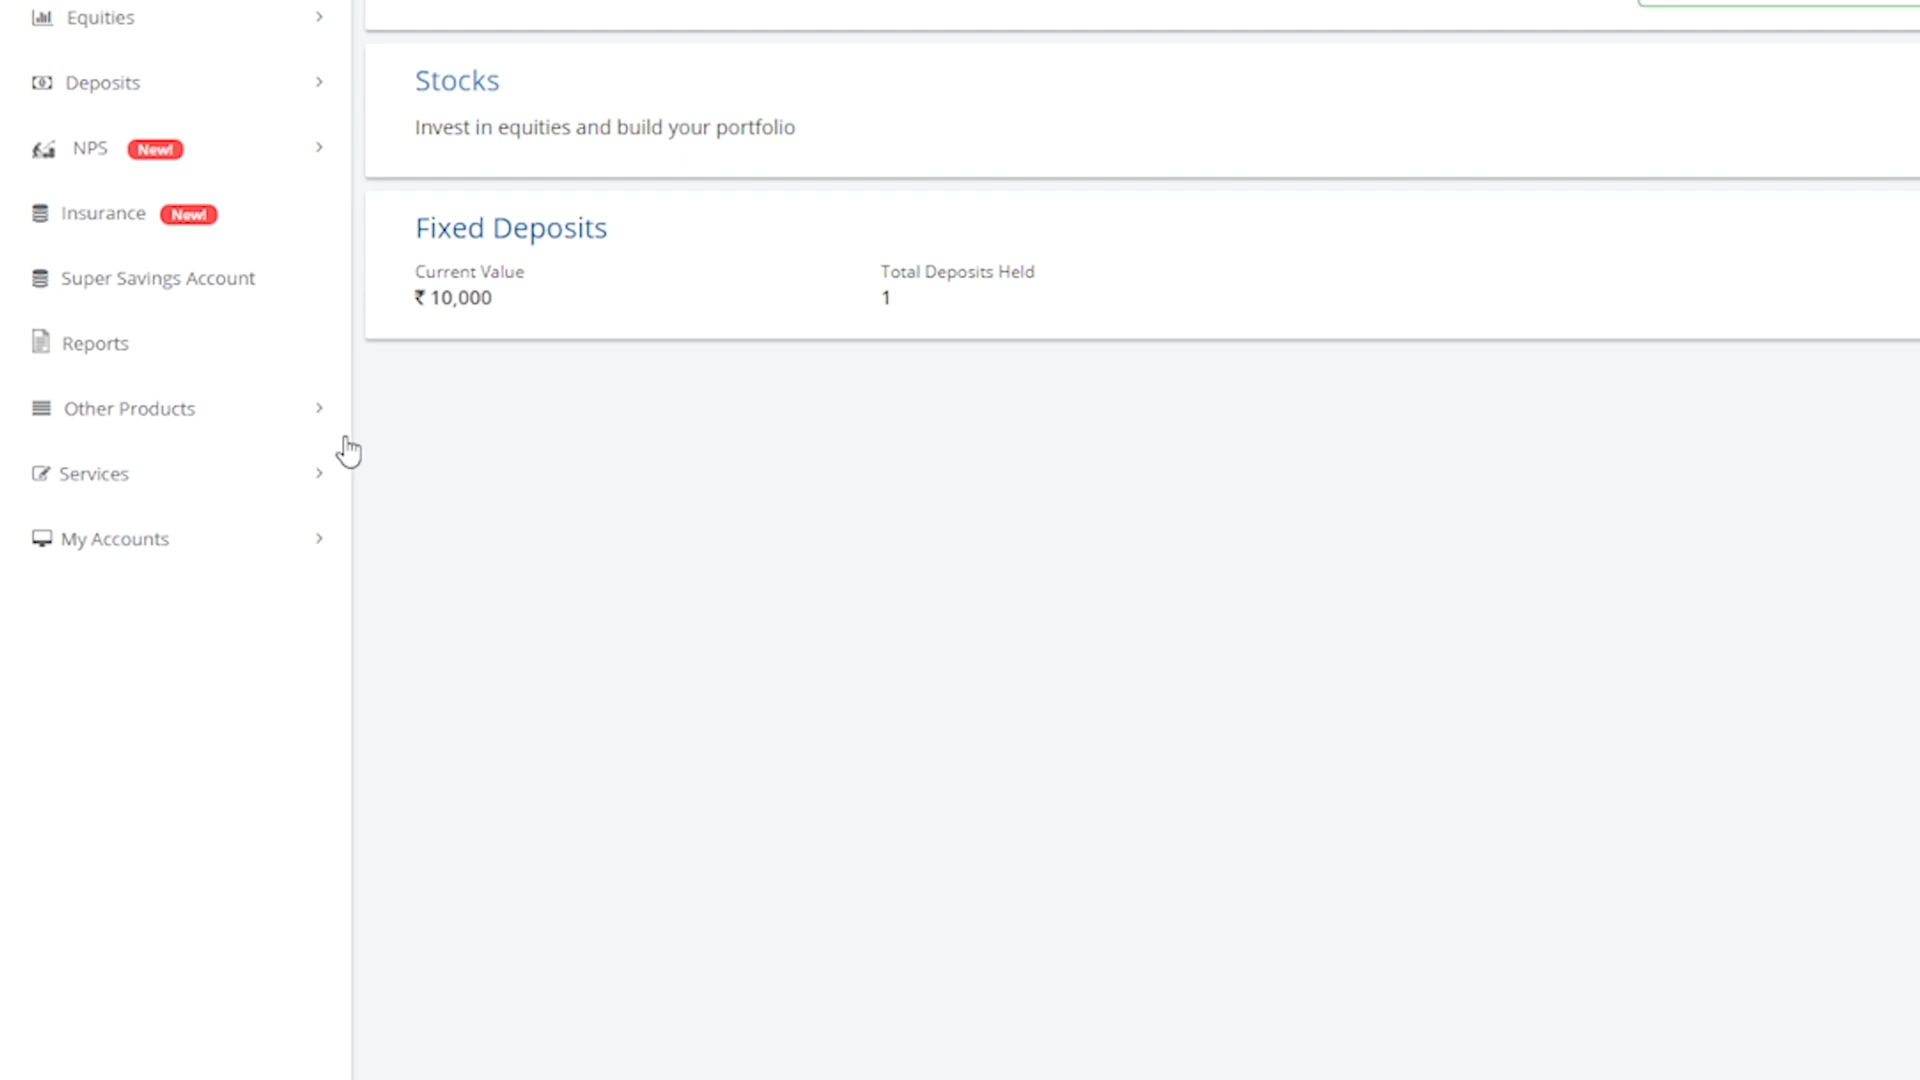 Equities
Deposits
NPS New!
Insurance New!
Super Savings Account
Reports
Other Products
Services
My Accounts
Stocks
Invest in equities and build your portfolio
Fixed Deposits
Current Value Total Deposits Held
₹ 10,000 1